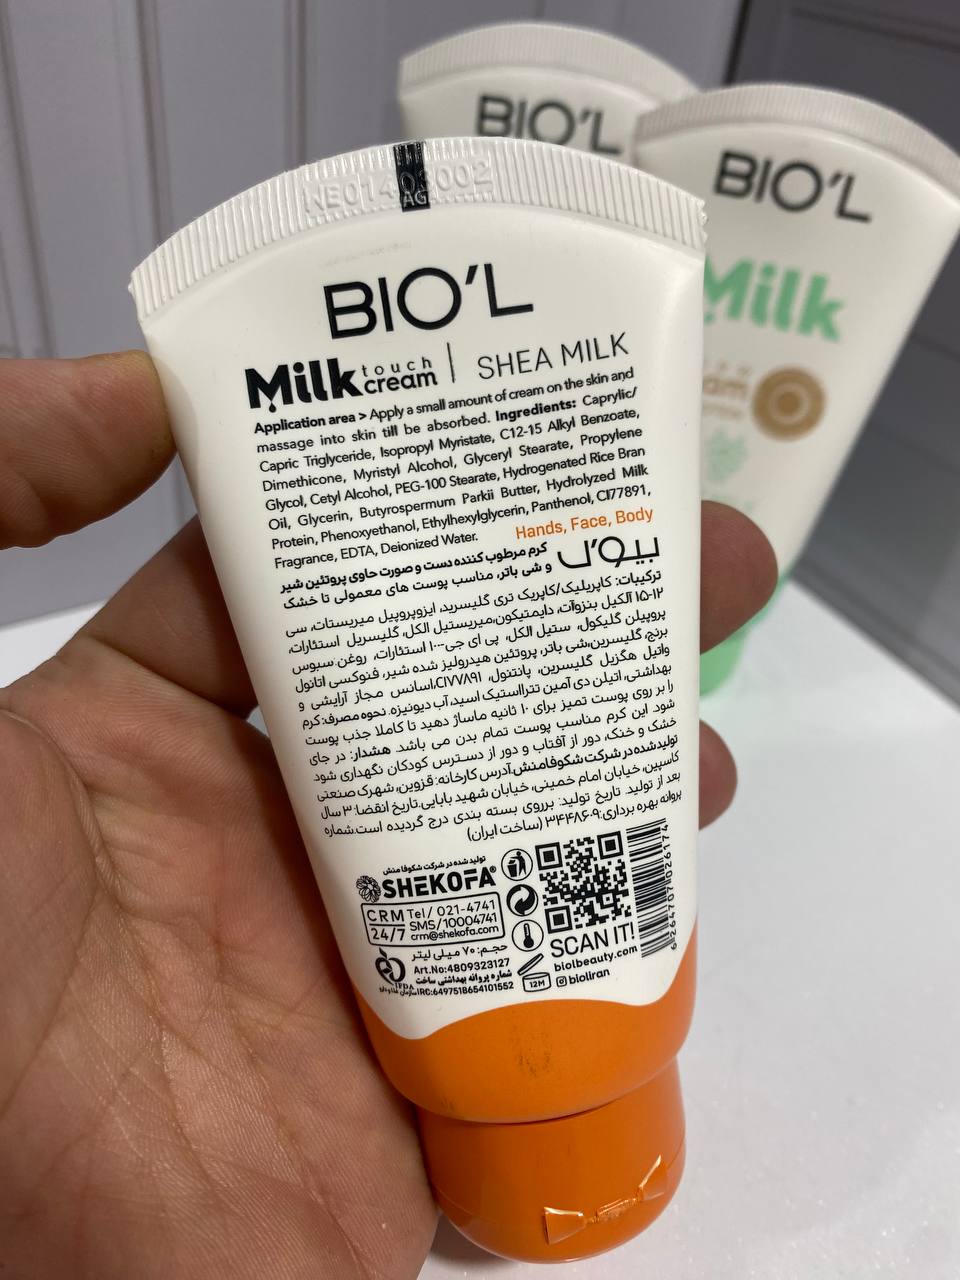 BIO'L
BIO'L
Milk
NE01403002
BIO'L
Milk touch cream | SHEA MILK
Application area > Apply a small amount of cream on the skin and
massage into skin till be absorbed. Ingredients: Caprylic/
Capric Triglyceride, Isopropyl Myristate, C12-15 Alkyl Benzoate,
Dimethicone, Myristyl Alcohol, Glyceryl Stearate, Propylene
Glycol, Cetyl Alcohol, PEG-100 Stearate, Hydrogenated Rice Bran
Oil, Glycerin, Butyrospermum Parkii Butter, Hydrolyzed Milk
Protein, Phenoxyethanol, Ethylhexylglycerin, Panthenol, CI77891,
Fragrance, EDTA, Deionized Water.
Hands, Face, Body
بیول
کرم مرطوب کننده دست و صورت حاوی پروتئین شیر
و شی باتر، مناسب پوست های معمولی تا خشک
ترکیبات: کاپریلیک/کاپریک تری گلیسرید، ایزوپروپیل میریستات، سی
۱۲-۱۵ آلکیل بنزوآت، دایمتیکون،میریستیل الکل، گلیسریل استئارات،
پروپیلن گلیکول، ستیل الکل، پی ای جی-۱۰۰ استئارات، روغن سبوس
برنج، گلیسرین،شی باتر، پروتئین هیدرولیز شده شیر، فنوکسی اتانول
واتیل هگزیل گلیسرین، پانتنول، CI۷۷۸۹۱،اسانس مجاز آرایشی و
بهداشتی، اتیلن دی آمین تترااستیک اسید، آب دیونیزه. نحوه مصرف: کرم
را بر روی پوست تمیز برای ۱۰ ثانیه ماساژ دهید تا کاملا جذب پوست
شود. این کرم مناسب پوست تمام بدن می باشد. هشدار: در جای
خشک و خنک، دور از آفتاب و دور از دسترس کودکان نگهداری شود.
تولیدشده در شرکت شکوفامنش.آدرس کارخانه: قزوین، شهرک صنعتی
کاسپین، خیابان امام خمینی، خیابان شهید بابایی.تاریخ انقضا: ۳ سال
بعد از تولید. تاریخ تولید: برروی بسته بندی درج گردیده است.شماره
پروانه بهره برداری: ۳۴۴۸۶۰۹ (ساخت ایران)
تولید شده در شرکت شکوفا منش
SHEKOFA®
CRM 24/7
Tel/ 021-4741
SMS/10004741
crm@shekofa.com
حجم: ۷۰ میلی لیتر
Art.No:4809323127
شماره پروانه بهداشتی ساخت
IRC:6497518654101552
IFDA
سازمان غذا و دارو
12M
SCAN IT!
biolbeauty.com
bioliran
6 264707 026174